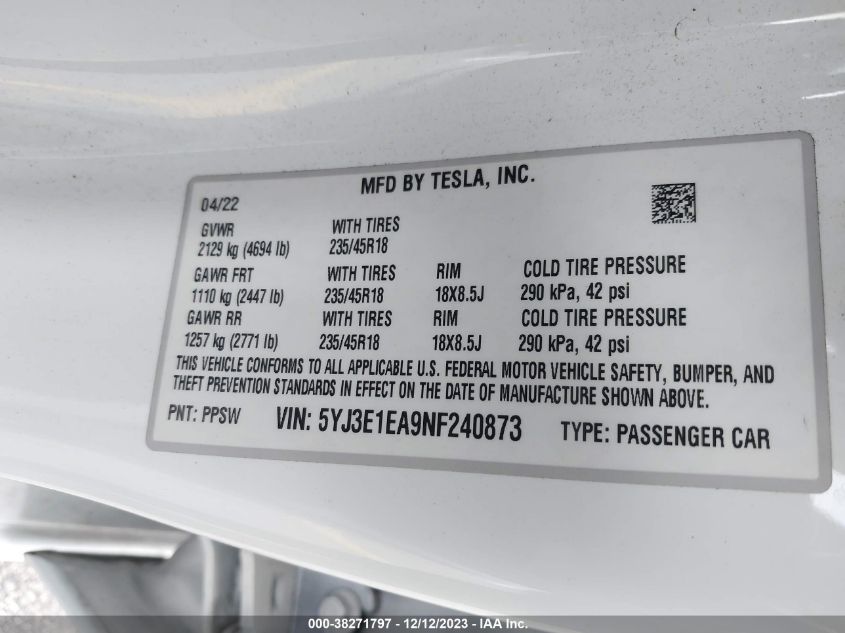 MFD BY TESLA, INC.
04/22
GVWR WITH TIRES
2129 kg (4694 lb) 235/45R18
GAWR FRT WITH TIRES RIM COLD TIRE PRESSURE
1110 kg (2447 lb) 235/45R18 18X8.5J 290 kPa, 42 psi
GAWR RR WITH TIRES RIM COLD TIRE PRESSURE
1257 kg (2771 lb) 235/45R18 18X8.5J 290 kPa, 42 psi
THIS VEHICLE CONFORMS TO ALL APPLICABLE U.S. FEDERAL MOTOR VEHICLE SAFETY, BUMPER, AND
THEFT PREVENTION STANDARDS IN EFFECT ON THE DATE OF MANUFACTURE SHOWN ABOVE.
PNT: PPSW VIN: 5YJ3E1EA9NF240873 TYPE: PASSENGER CAR
000-38271797 - 12/12/2023 - IAA Inc.